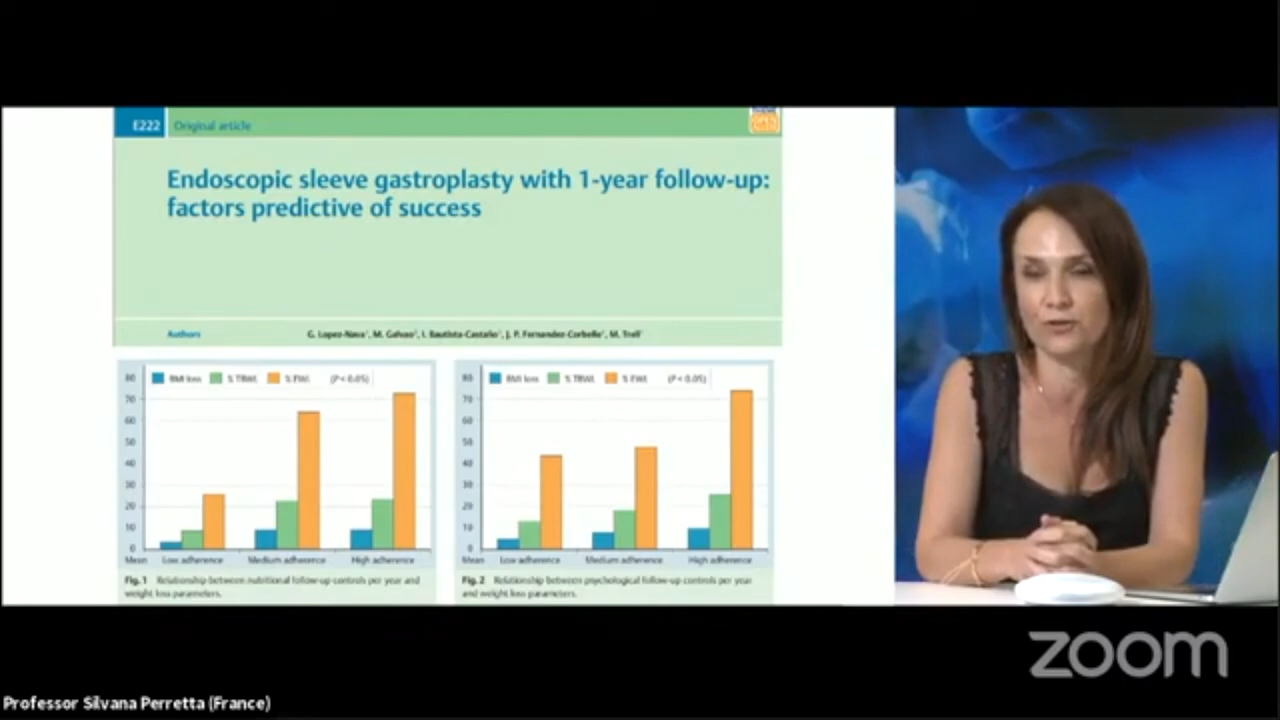 E222 Original article
Endoscopic sleeve gastroplasty with 1-year follow-up:
factors predictive of success
Authors G. Lopez-Nava¹, M. Galvao², I. Bautista-Castaño¹, J. P. Fernandez-Corbelle¹, M. Trell¹
80 BMI loss % TBWL % EWL (P < 0.05)
70
60
50
40
30
20
10
0
Mean Low adherence Medium adherence High adherence
Fig. 1 Relationship between nutritional follow-up controls per year and
weight loss parameters.
80 BMI loss % TBWL % EWL (P < 0.05)
70
60
50
40
30
20
10
0
Mean Low adherence Medium adherence High adherence
Fig. 2 Relationship between psychological follow-up controls per year
and weight loss parameters.
zoom
Professor Silvana Perretta (France)